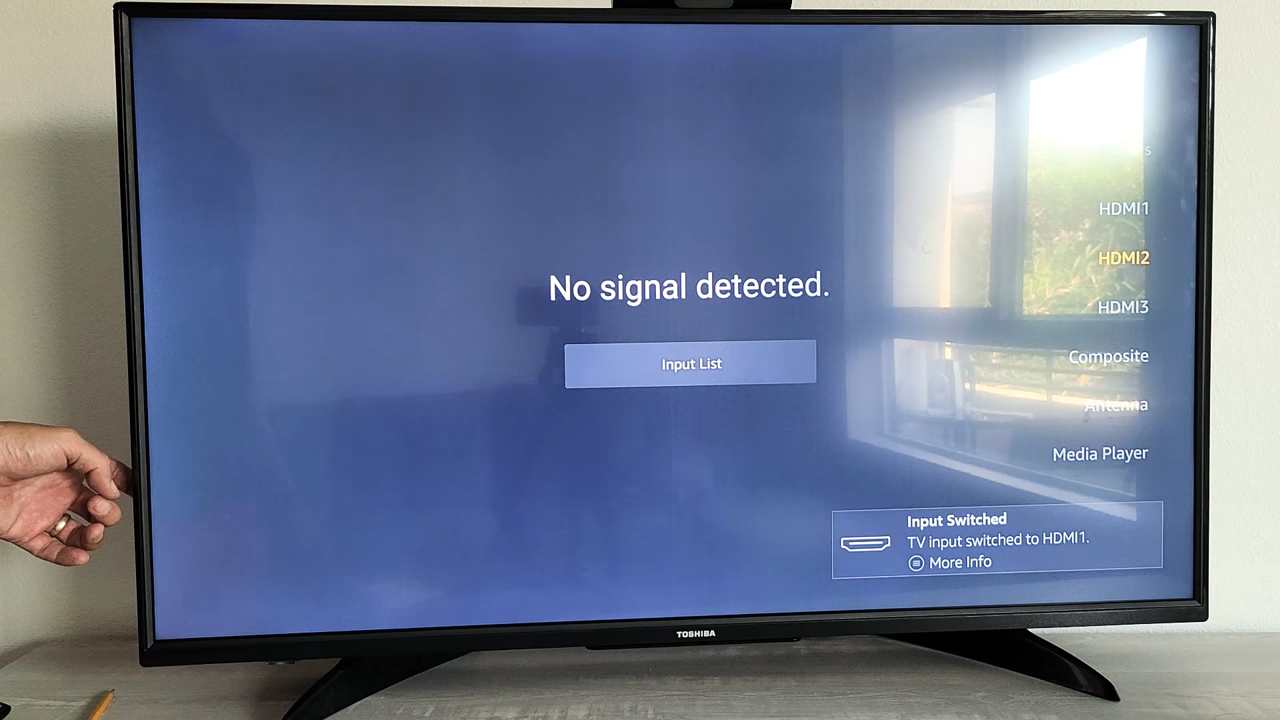 HDMI1
HDMI2
No signal detected.
HDMI3
Input List
Composite
Antenna
Media Player
Input Switched
TV input switched to HDMI1.
More Info
TOSHIBA